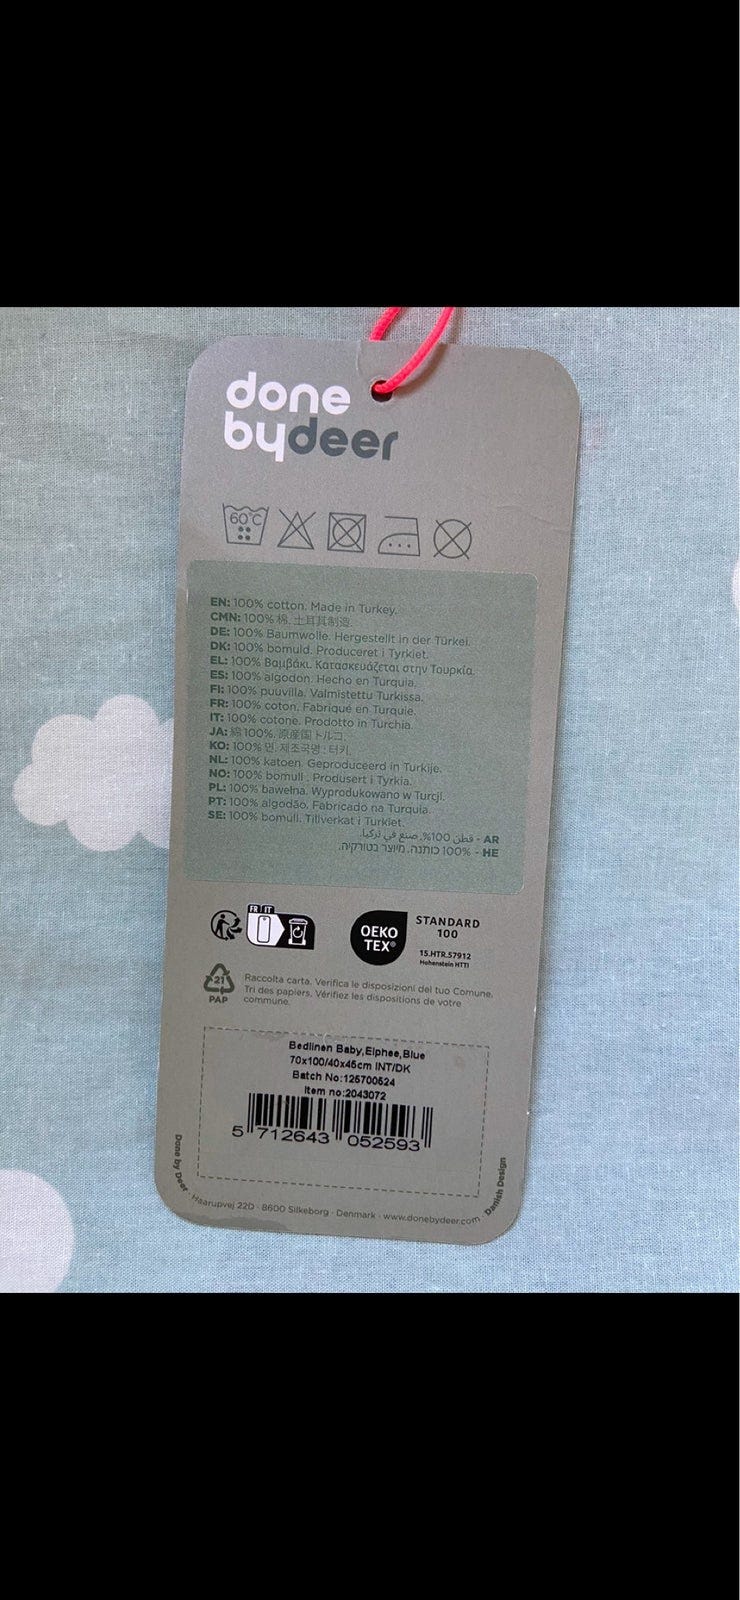 done
bydeer
60°C
EN: 100% cotton. Made in Turkey.
CMN: 100% 棉. 土耳其制造.
DE: 100% Baumwolle. Hergestellt in der Türkei.
DK: 100% bomuld. Produceret i Tyrkiet.
EL: 100% Βαμβάκι. Κατασκευάζεται στην Τουρκία.
ES: 100% algodon. Hecho en Turquia.
FI: 100% puuvilla. Valmistettu Turkissa.
FR: 100% coton. Fabriqué en Turquie.
IT: 100% cotone. Prodotto in Turchia.
JA: 綿 100%. 原産国 トルコ.
KO: 100% 면. 제조국명 : 터키.
NL: 100% katoen. Geproduceerd in Turkije.
NO: 100% bomull . Produsert i Tyrkia.
PL: 100% bawełna. Wyprodukowano w Turcji.
PT: 100% algodão. Fabricado na Turquia.
SE: 100% bomull. Tillverkat i Turkiet.
AR - قطن 100%. صنع في تركيا.
HE - 100% כותנה. מיוצר בטורקיה.
FR IT
OEKO
TEX®
STANDARD
100
15.HTR.57912
Hohenstein HTTI
21
PAP
Raccolta carta. Verifica le disposizioni del tuo Comune.
Tri des papiers. Vérifiez les dispositions de votre
commune.
Bedlinen Baby,Elphee,Blue
70x100/40x45cm INT/DK
Batch No:125700524
Item no:2043072
5 712643 052593
Done by Deer · Haarupvej 22D · 8600 Silkeborg · Denmark · www.donebydeer.com · Danish Design